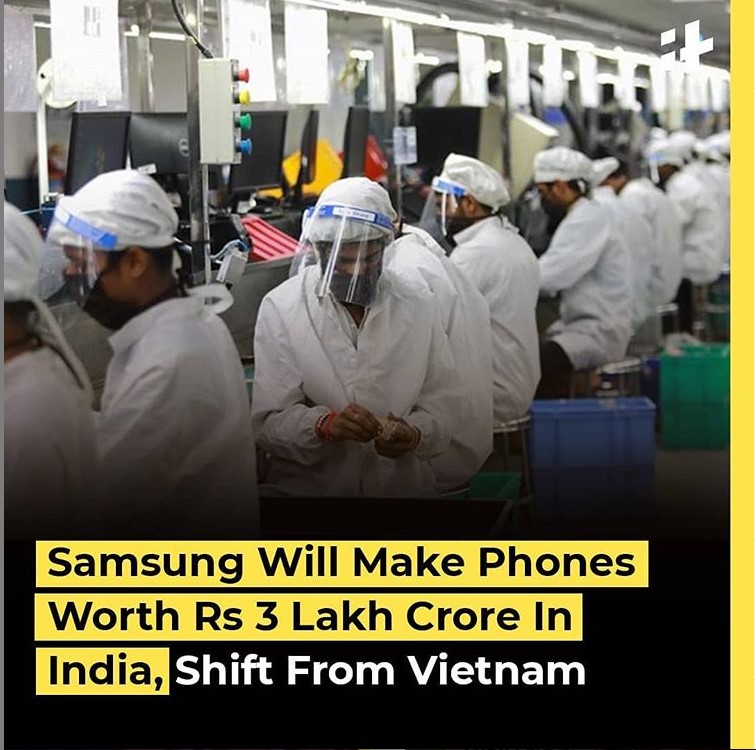 Samsung Will Make Phones
Worth Rs 3 Lakh Crore In
India, Shift From Vietnam